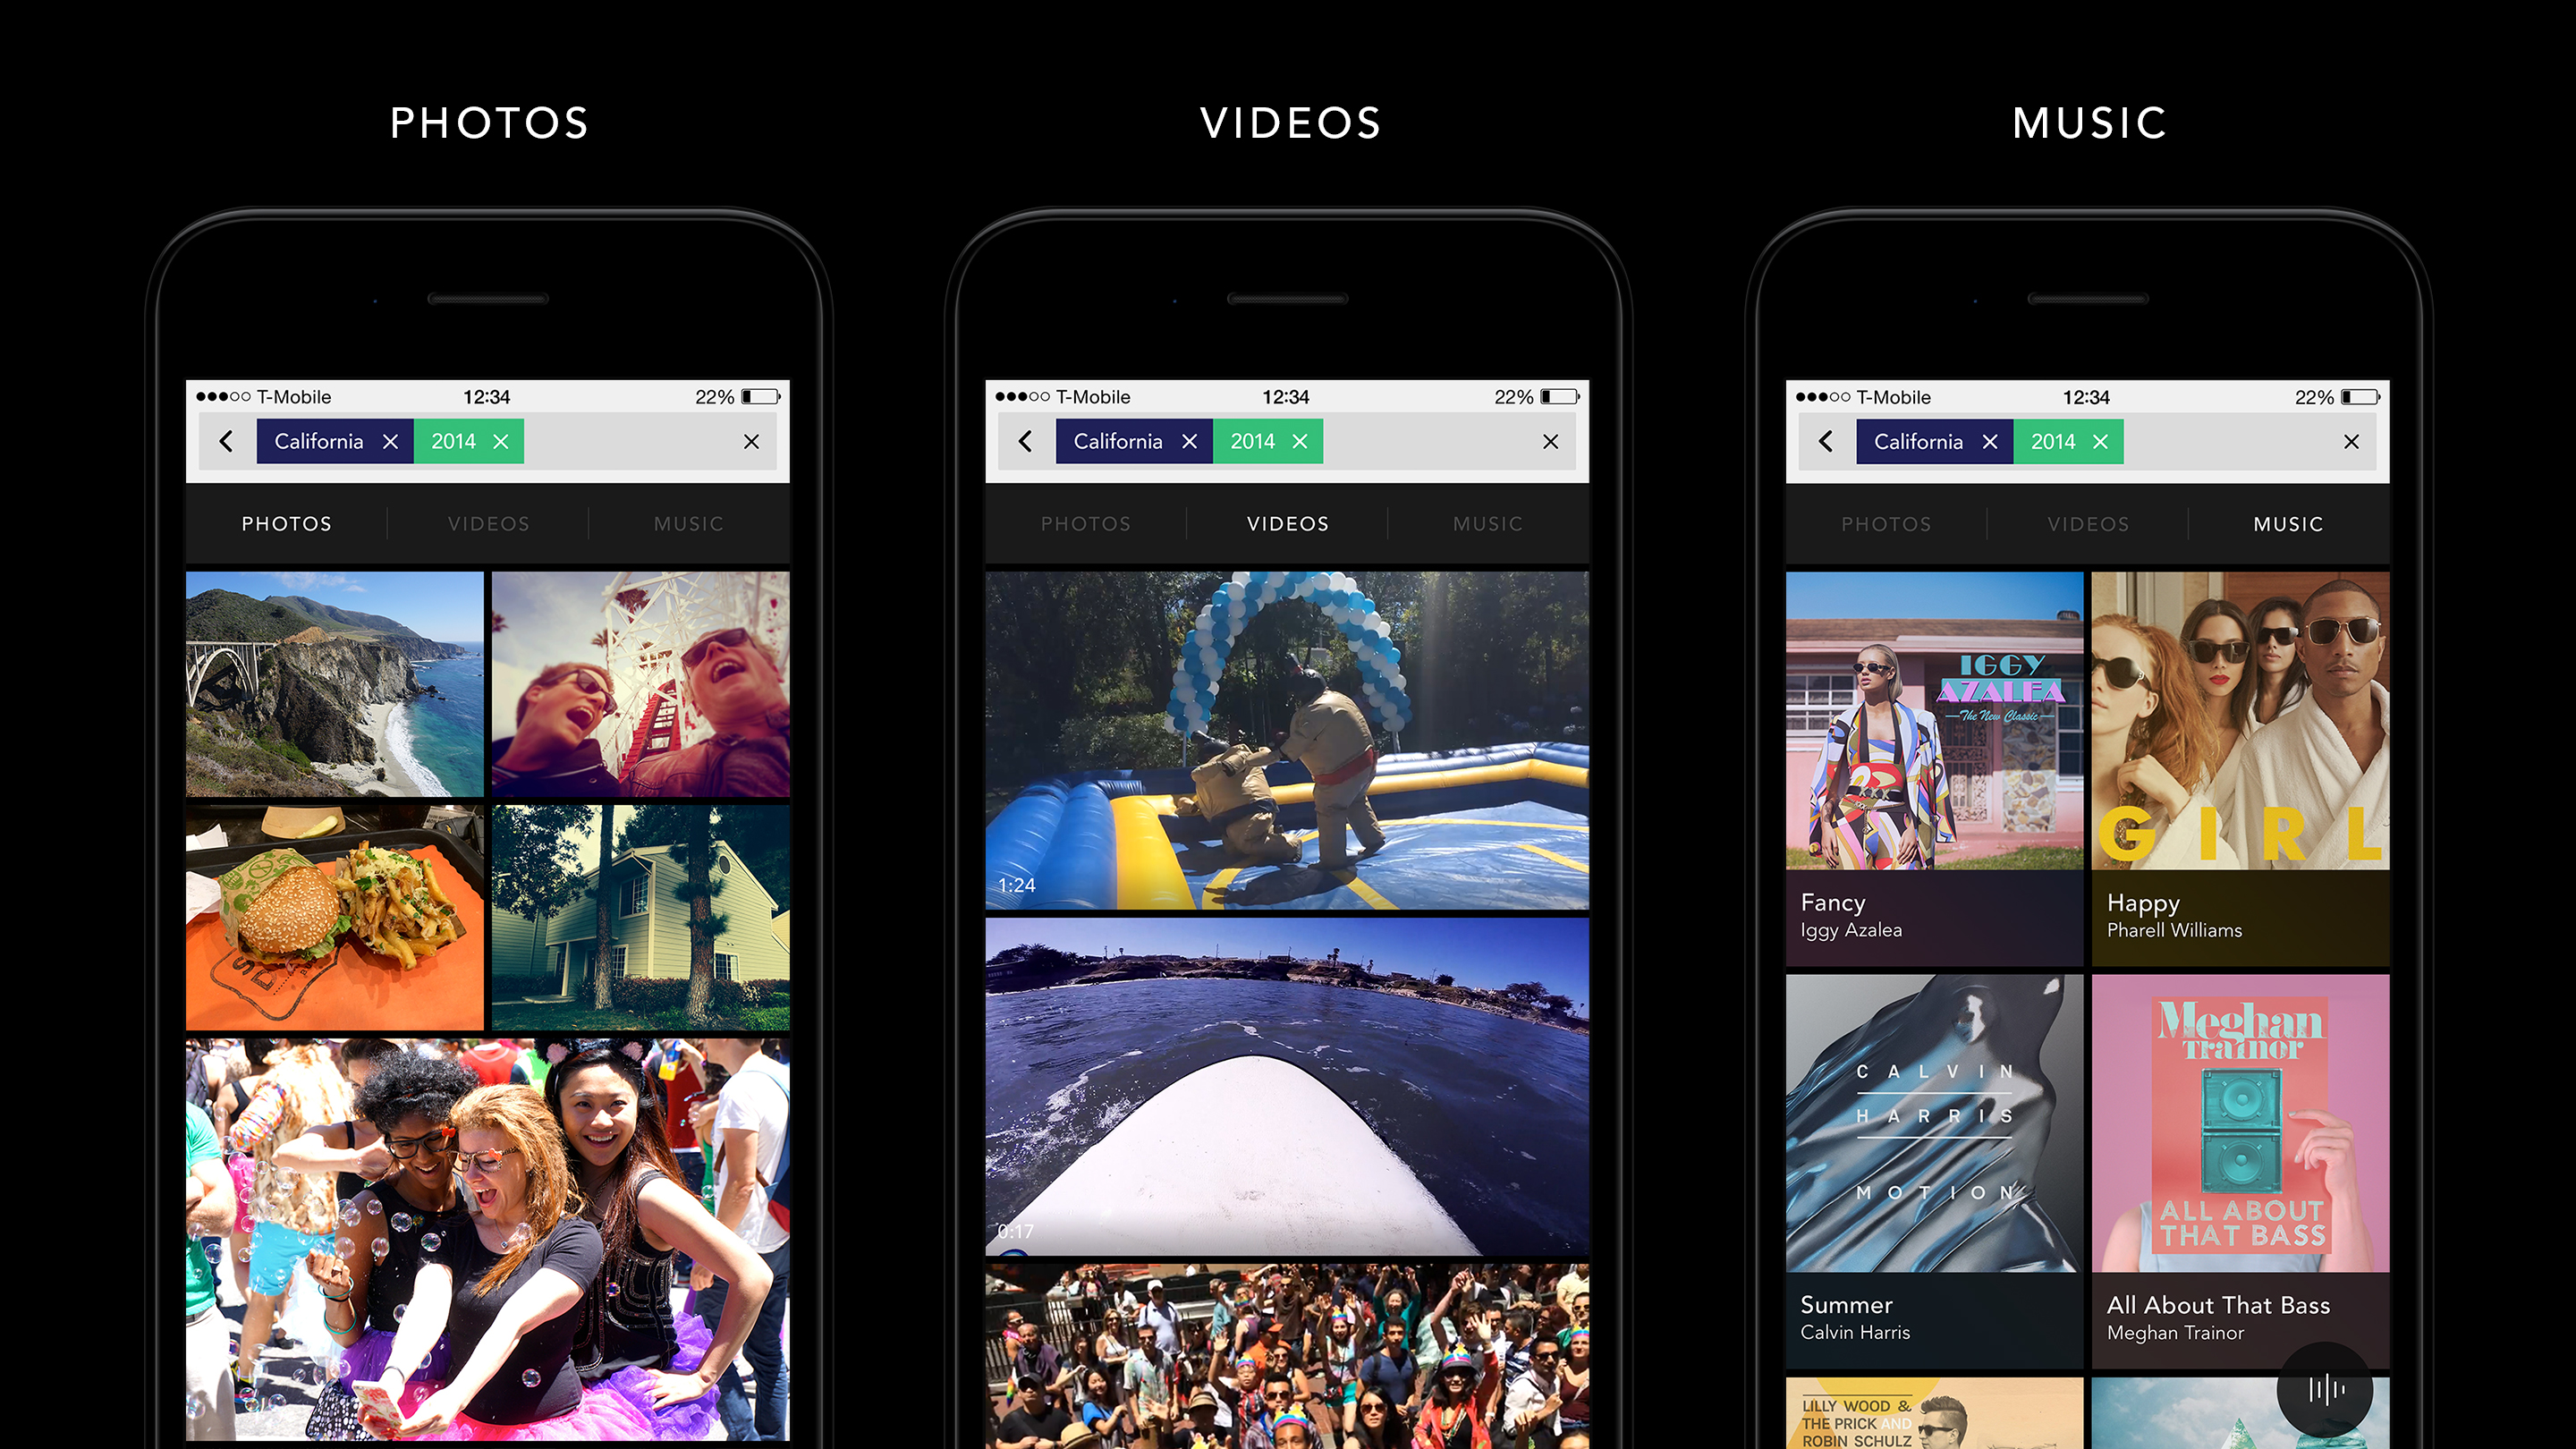 PHOTOS
VIDEOS
MUSIC
T-Mobile 12:34 22%
California 2014
PHOTOS VIDEOS MUSIC
T-Mobile 12:34 22%
California 2014
PHOTOS VIDEOS MUSIC
1:24
0:17
T-Mobile 12:34 22%
California 2014
PHOTOS VIDEOS MUSIC
IGGY
AZALEA
The New Classic
Fancy
Iggy Azalea
GIRL
Happy
Pharell Williams
CALVIN
HARRIS
MOTION
Summer
Calvin Harris
Meghan
Trainor
ALL ABOUT
THAT BASS
All About That Bass
Meghan Trainor
LILLY WOOD &
THE PRICK AND
ROBIN SCHULZ